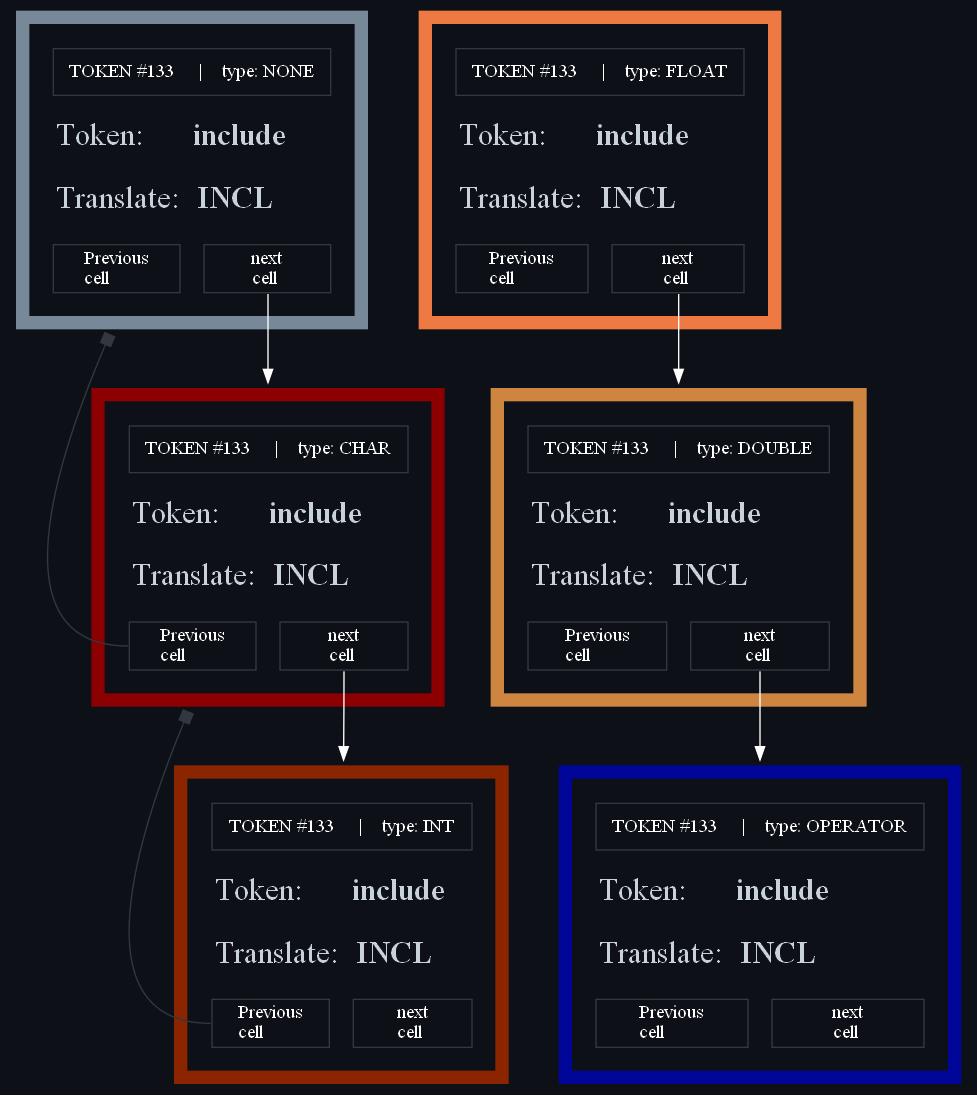 TOKEN #133 | type: NONE
Token: include
Translate: INCL
Previous cell
next cell
TOKEN #133 | type: FLOAT
Token: include
Translate: INCL
Previous cell
next cell
TOKEN #133 | type: CHAR
Token: include
Translate: INCL
Previous cell
next cell
TOKEN #133 | type: DOUBLE
Token: include
Translate: INCL
Previous cell
next cell
TOKEN #133 | type: INT
Token: include
Translate: INCL
Previous cell
next cell
TOKEN #133 | type: OPERATOR
Token: include
Translate: INCL
Previous cell
next cell